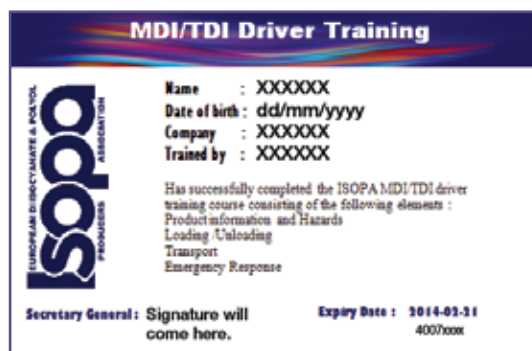 MDI/TDI Driver Training
EUROPEAN DIISOCYANATE & POLYOL
isopa
PRODUCERS ASSOCIATION
Name : XXXXXX
Date of birth : dd/mm/yyyy
Company : XXXXXX
Trained by : XXXXXX
Has successfully completed the ISOPA MDI/TDI driver
training course consisting of the following elements :
Product information and Hazards
Loading /Unloading
Transport
Emergency Response
Secretary General : Signature will
come here.
Expiry Date : 2014-02-21
4007xxxx